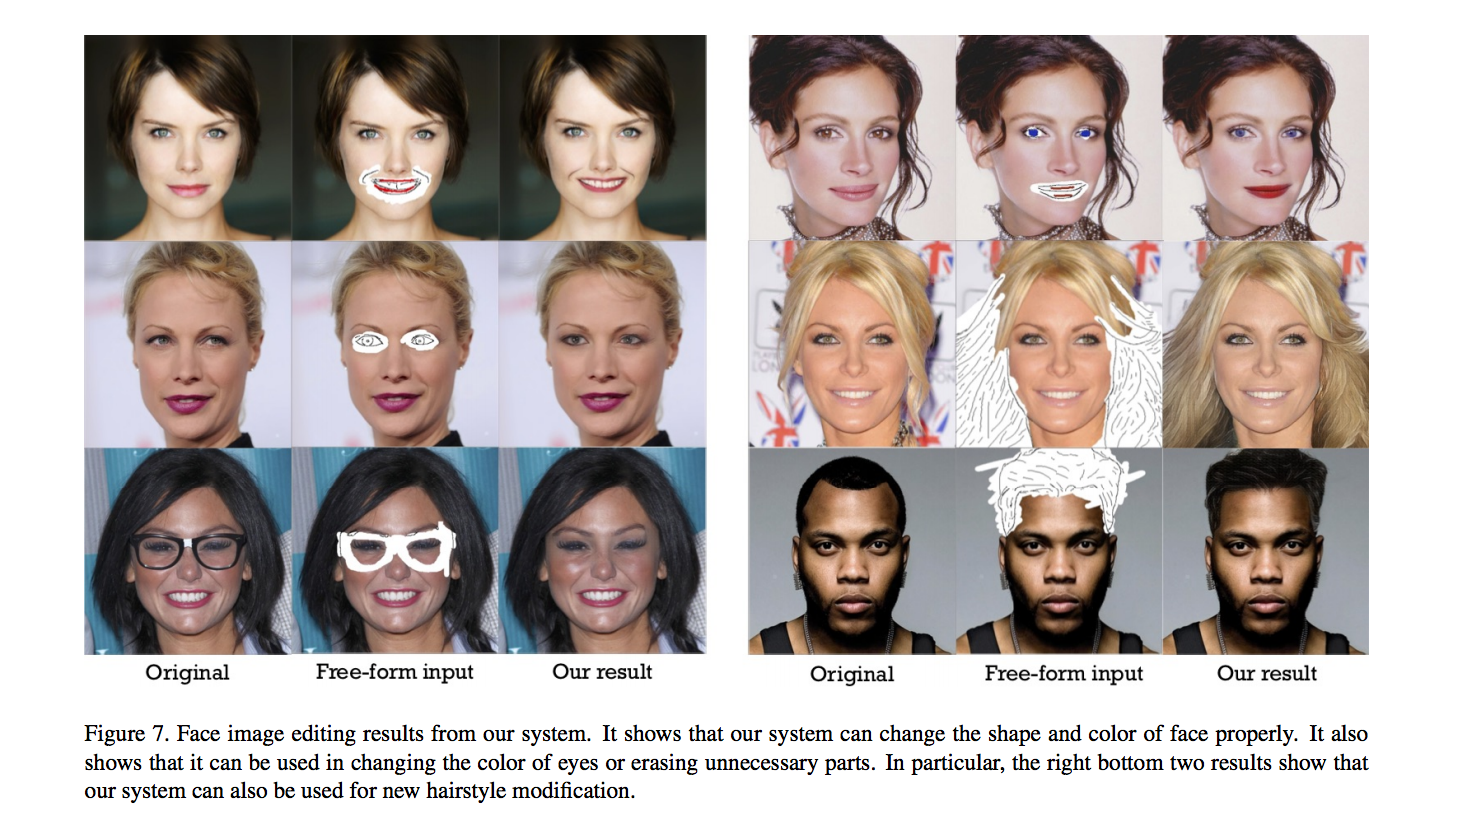 Original
Free-form input
Our result
Original
Free-form input
Our result
Figure 7. Face image editing results from our system. It shows that our system can change the shape and color of face properly. It also
shows that it can be used in changing the color of eyes or erasing unnecessary parts. In particular, the right bottom two results show that
our system can also be used for new hairstyle modification.